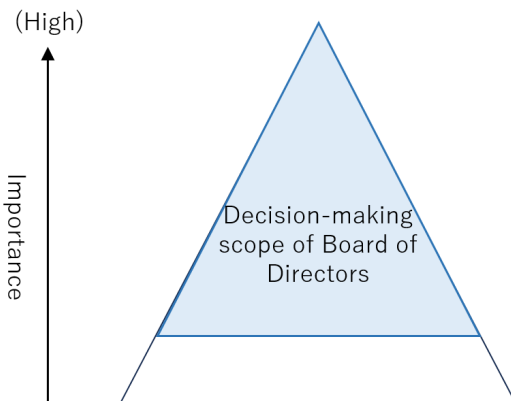 (High)
Importance
Decision-making
scope of Board of
Directors